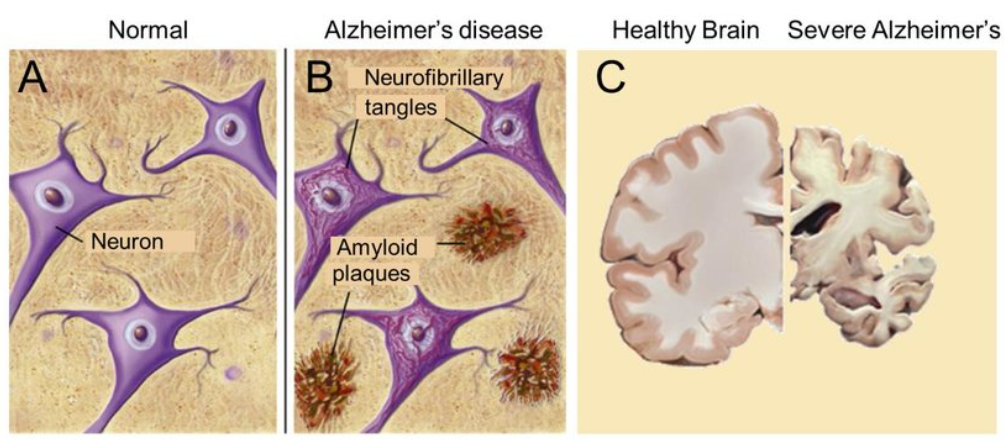 Normal
Alzheimer's disease
Healthy Brain
Severe Alzheimer's
A
B
C
Neurofibrillary
tangles
Neuron
Amyloid
plaques